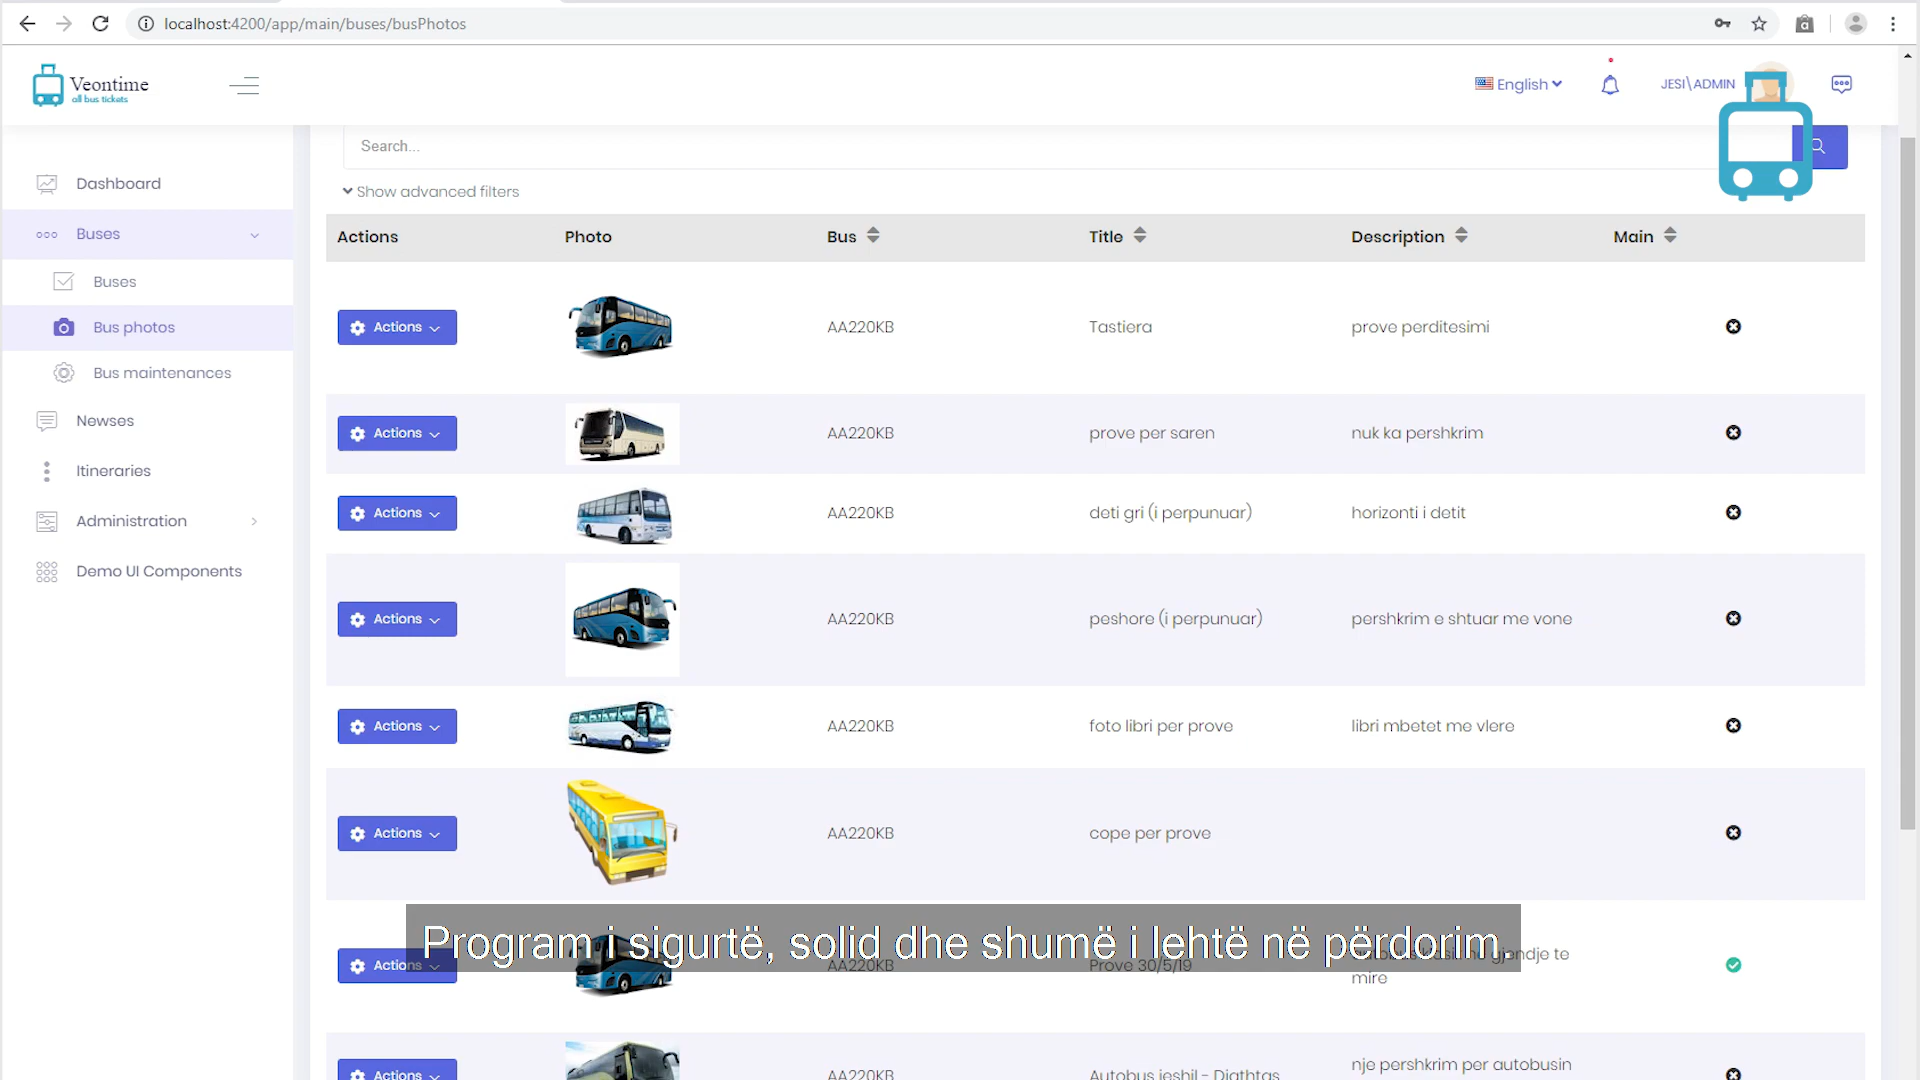 localhost:4200/app/main/buses/busPhotos
Veontime
all bus tickets
English
JESI\ADMIN
Search...
Show advanced filters
Dashboard
Buses
Buses
Bus photos
Bus maintenances
Newses
Itineraries
Administration
Demo UI Components
Actions Photo Bus Title Description Main
Actions AA220KB Tastiera prove perditesimi
Actions AA220KB prove per saren nuk ka pershkrim
Actions AA220KB deti gri (i perpunuar) horizonti i detit
Actions AA220KB peshore (i perpunuar) pershkrim e shtuar me vone
Actions AA220KB foto libri per prove libri mbetet me vlere
Actions AA220KB cope per prove
Program i sigurtë, solid dhe shumë i lehtë në përdorim
Actions AA220KB Prove 30/5/19 gjendje te
mire
Actions AA220KB Autobus jeshil - Diathtas nje pershkrim per autobusin